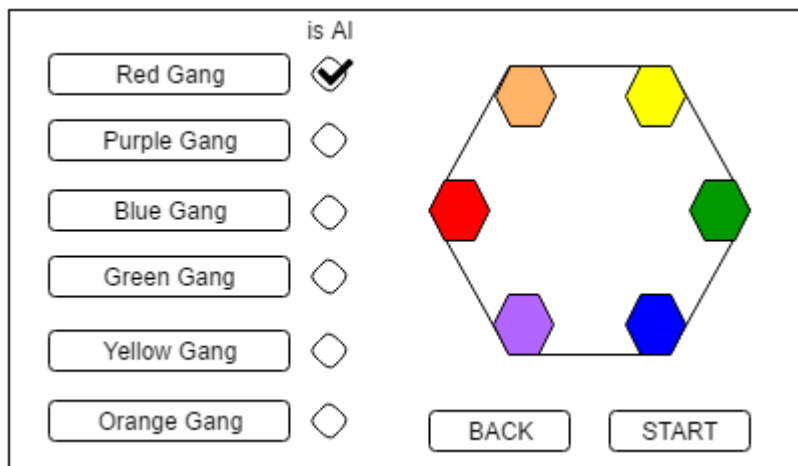 is AI
Red Gang
Purple Gang
Blue Gang
Green Gang
Yellow Gang
Orange Gang
BACK
START